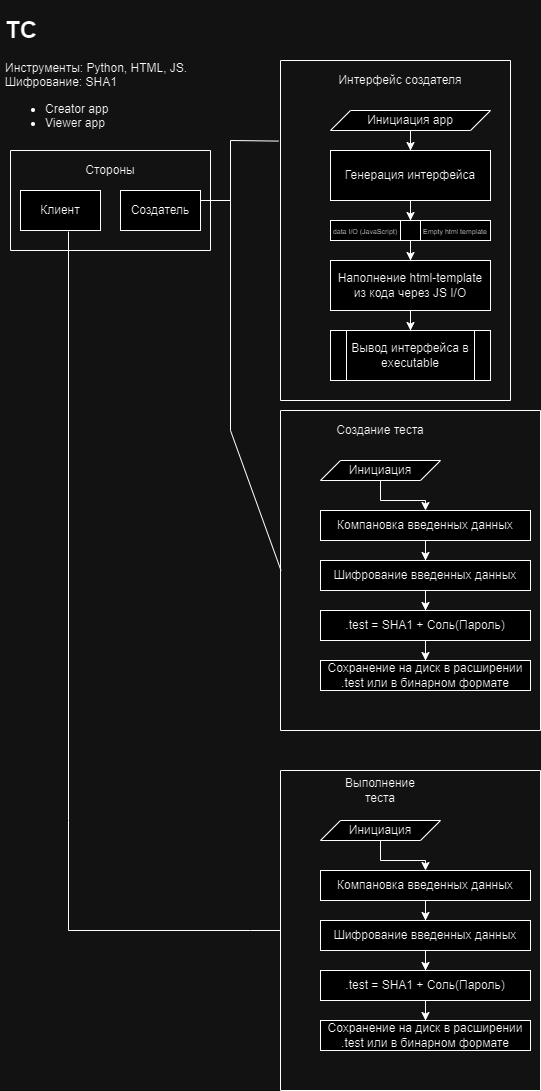 TC
Инструменты: Python, HTML, JS.
Шифрование: SHA1
Creator app
Viewer app
Стороны
Клиент
Создатель
Интерфейс создателя
Инициация app
Генерация интерфейса
data I/O (JavaScript)
Empty html template
Наполнение html-template
из кода через JS I/O
Вывод интерфейса в
executable
Создание теста
Инициация
Компановка введенных данных
Шифрование введенных данных
.test = SHA1 + Соль(Пароль)
Сохранение на диск в расширении
.test или в бинарном формате
Выполнение
теста
Инициация
Компановка введенных данных
Шифрование введенных данных
.test = SHA1 + Соль(Пароль)
Сохранение на диск в расширении
.test или в бинарном формате